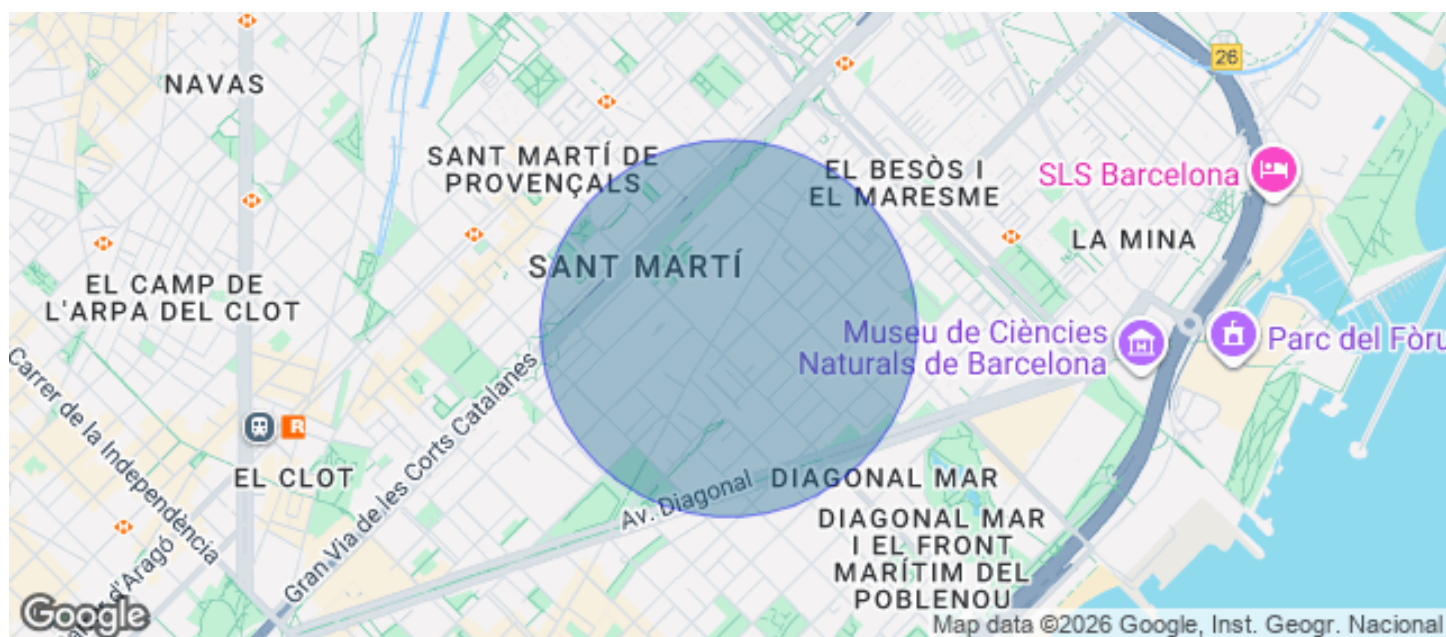 NAVAS
26
SANT MARTÍ DE
PROVENÇALS
EL BESÒS I
EL MARESME
SLS Barcelona
LA MINA
SANT MARTÍ
EL CAMP DE
L'ARPA DEL CLOT
Museu de Ciències
Naturals de Barcelona
Parc del Fòru
Carrer de la Independència
Gran Via de les Corts Catalanes
R
EL CLOT
Av. Diagonal
DIAGONAL MAR
DIAGONAL MAR
I EL FRONT
MARÍTIM DEL
POBLENOU
d'Aragó
Google
Map data ©2026 Google, Inst. Geogr. Nacional